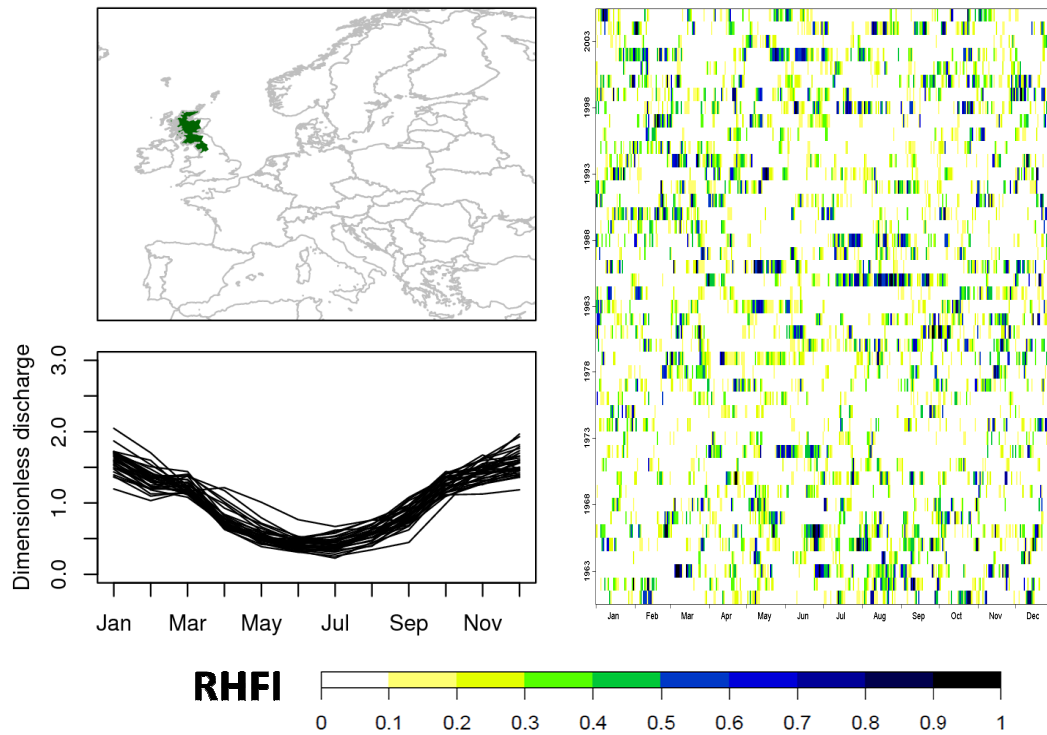 2003
1998
1993
1988
1983
1978
1973
1968
1963
Jan Feb Mar Apr May Jun Jul Aug Sep Oct Nov Dec
Dimensionless discharge
3.0
2.0
1.0
0.0
Jan Mar May Jul Sep Nov
RHFI
0 0.1 0.2 0.3 0.4 0.5 0.6 0.7 0.8 0.9 1